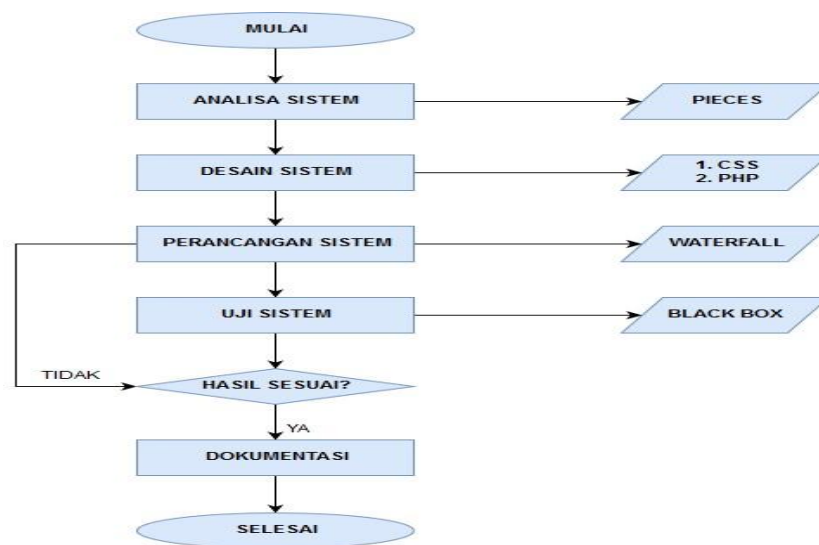 MULAI
ANALISA SISTEM
PIECES
DESAIN SISTEM
1. CSS
2. PHP
PERANCANGAN SISTEM
WATERFALL
UJI SISTEM
BLACK BOX
TIDAK
HASIL SESUAI?
YA
DOKUMENTASI
SELESAI